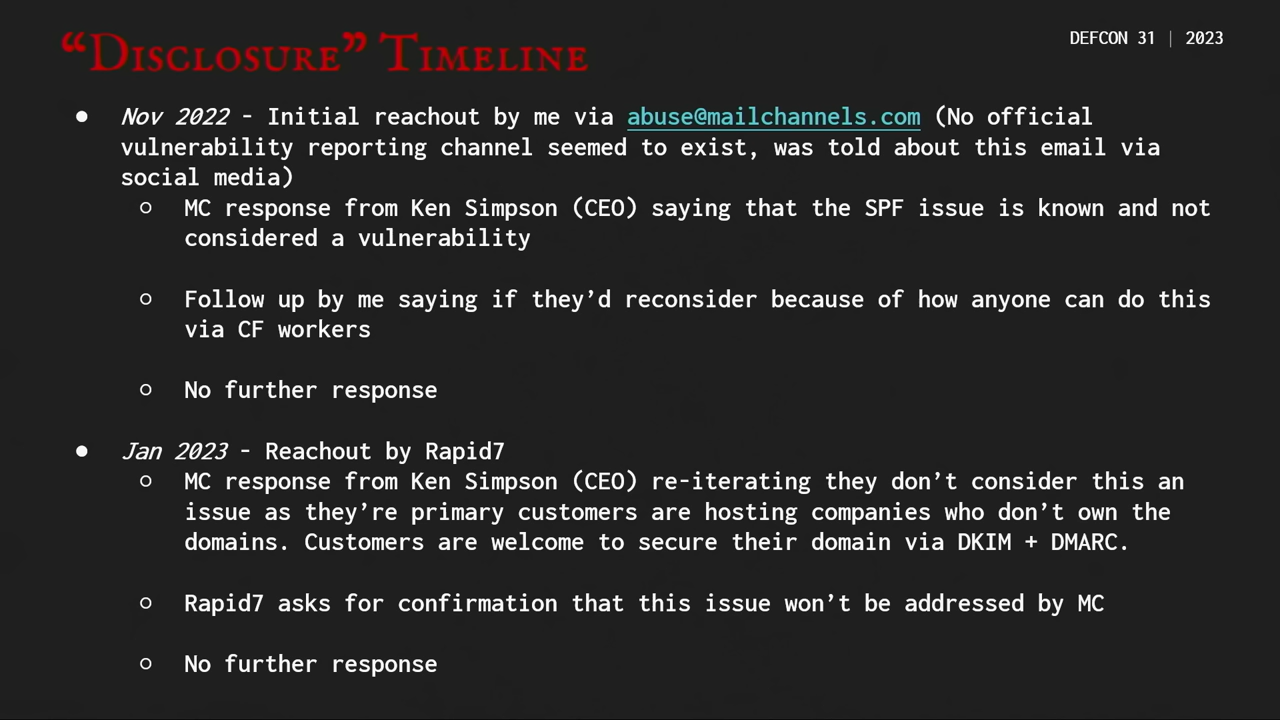 “Disclosure” Timeline
DEFCON 31 | 2023
● Nov 2022 - Initial reachout by me via abuse@mailchannels.com (No official
vulnerability reporting channel seemed to exist, was told about this email via
social media)
○ MC response from Ken Simpson (CEO) saying that the SPF issue is known and not
considered a vulnerability
○ Follow up by me saying if they’d reconsider because of how anyone can do this
via CF workers
○ No further response
● Jan 2023 - Reachout by Rapid7
○ MC response from Ken Simpson (CEO) re-iterating they don’t consider this an
issue as they’re primary customers are hosting companies who don’t own the
domains. Customers are welcome to secure their domain via DKIM + DMARC.
○ Rapid7 asks for confirmation that this issue won’t be addressed by MC
○ No further response